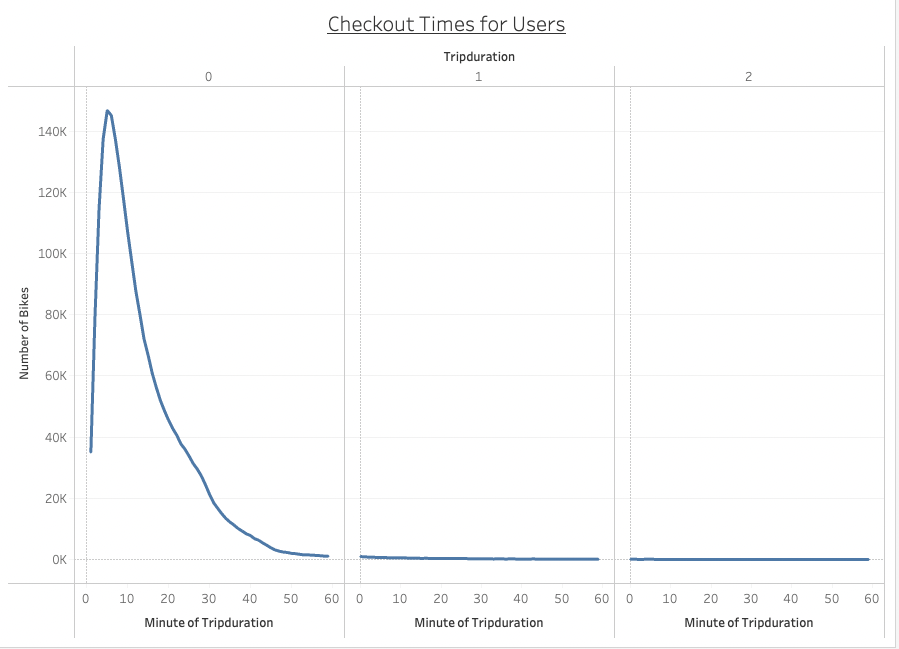 Checkout Times for Users
Tripduration
0 1 2
140K
120K
100K
80K
60K
40K
20K
0K
Number of Bikes
0 10 20 30 40 50 60 0 10 20 30 40 50 60 0 10 20 30 40 50 60
Minute of Tripduration Minute of Tripduration Minute of Tripduration